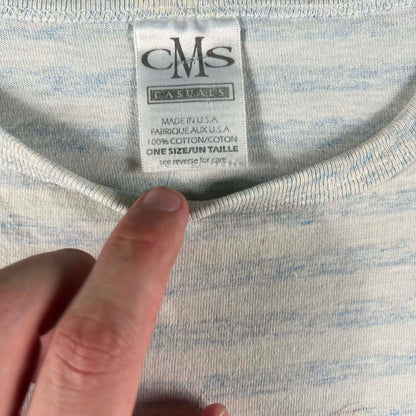 CMS
CASUALS
MADE IN U.S.A.
FABRIQUE AUX U.S.A
100% COTTON/COTON
ONE SIZE/UN TAILLE
see reverse for care